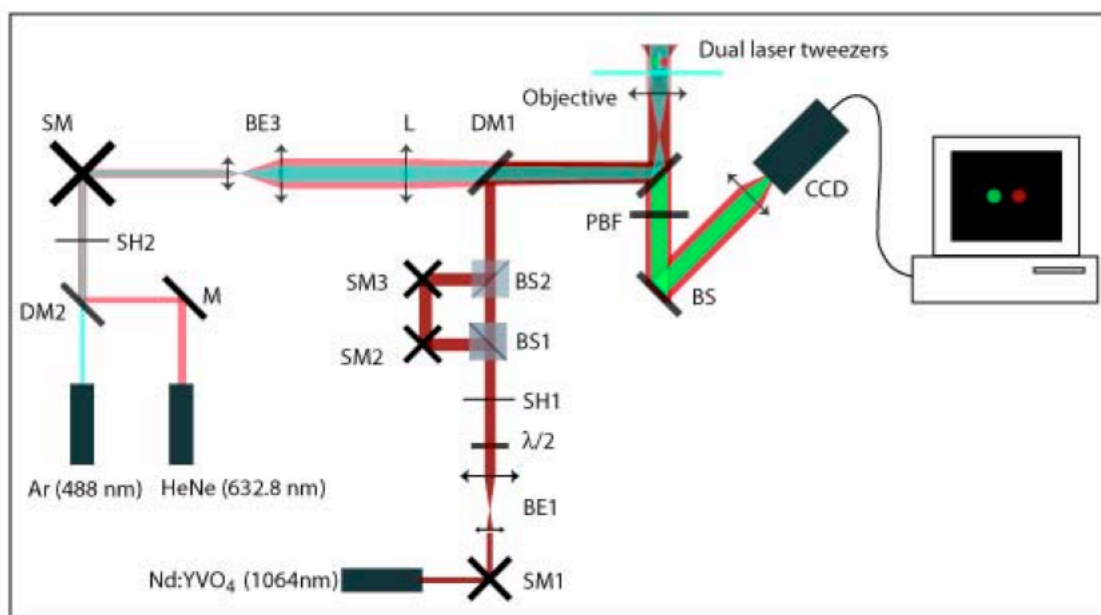 Dual laser tweezers
Objective
SM
BE3
L
DM1
CCD
PBF
SH2
SM3
BS2
M
DM2
BS
SM2
BS1
SH1
λ/2
Ar (488 nm)
HeNe (632.8 nm)
BE1
Nd:YVO₄ (1064nm)
SM1